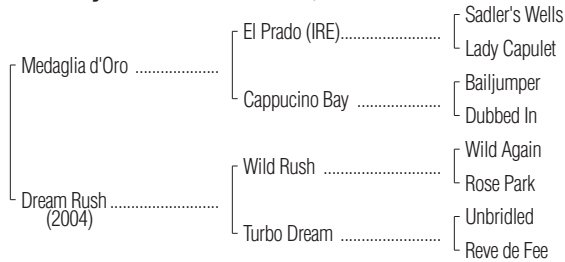 Sadler's Wells
El Prado (IRE)....................
Lady Capulet
Medaglia d'Oro ....................
Bailjumper
Cappucino Bay ....................
Dubbed In
Wild Again
Wild Rush ............................
Rose Park
Dream Rush ..........................
(2004)
Unbridled
Turbo Dream ........................
Reve de Fee